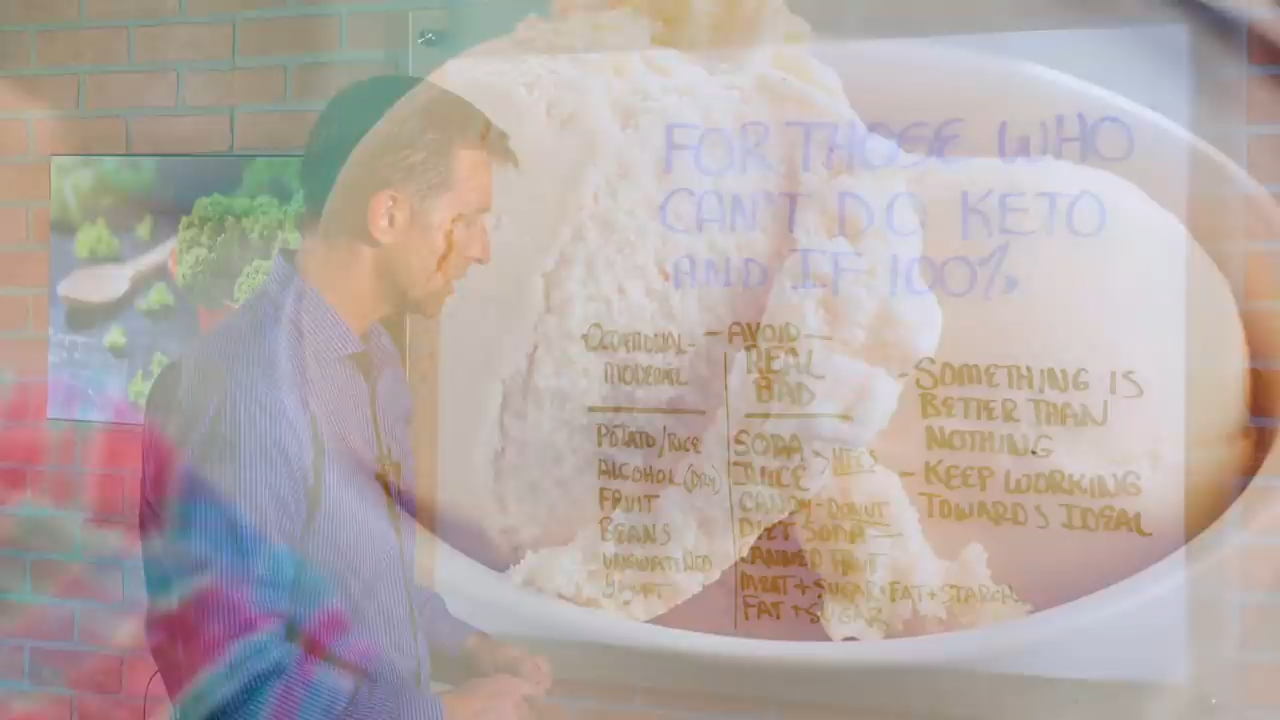 FOR THOSE WHO
CAN'T DO KETO
AND IF 100%
MODERATE
POTATO/RICE
ALCOHOL (DRY)
FRUIT
BEANS
- AVOID -
REAL
BAD
SODA > HFCS
JUICE
CANDY-DONUT
DIET SODA
CANNED FRUIT
MEAT + SUGAR FAT + STARCH
FAT + SUGAR
- SOMETHING IS
BETTER THAN
NOTHING
- KEEP WORKING
TOWARDS IDEAL